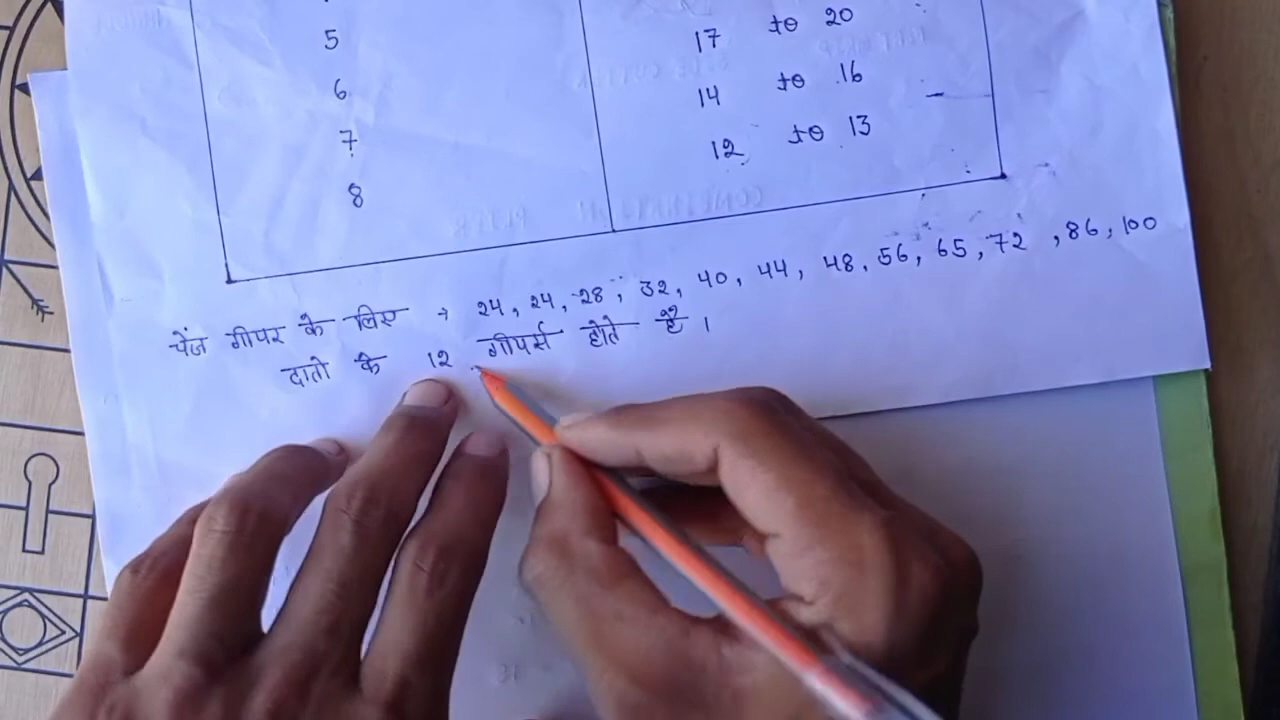 5 17 to 20
6 14 to 16
7 12 to 13
8
चेंज गीयर के लिए → 24, 24, 28, 32, 40, 44, 48, 56, 65, 72, 86, 100
दातो के 12 गीयर्स होते है।